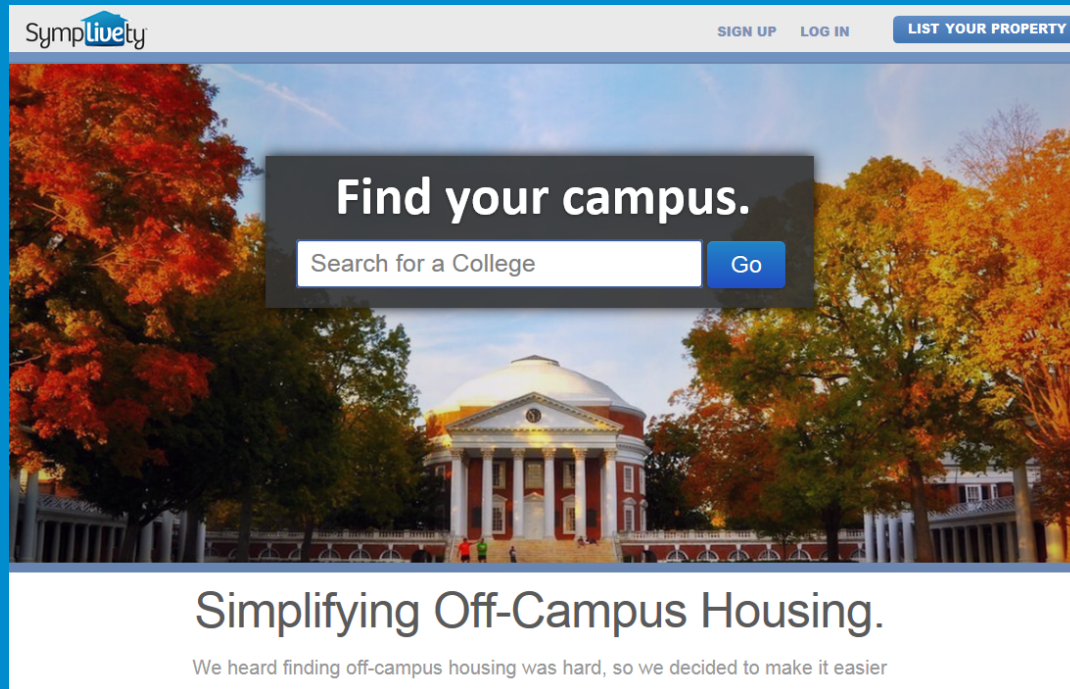 Symplivety
SIGN UP LOG IN LIST YOUR PROPERTY
Find your campus.
Search for a College Go
Simplifying Off-Campus Housing.
We heard finding off-campus housing was hard, so we decided to make it easier